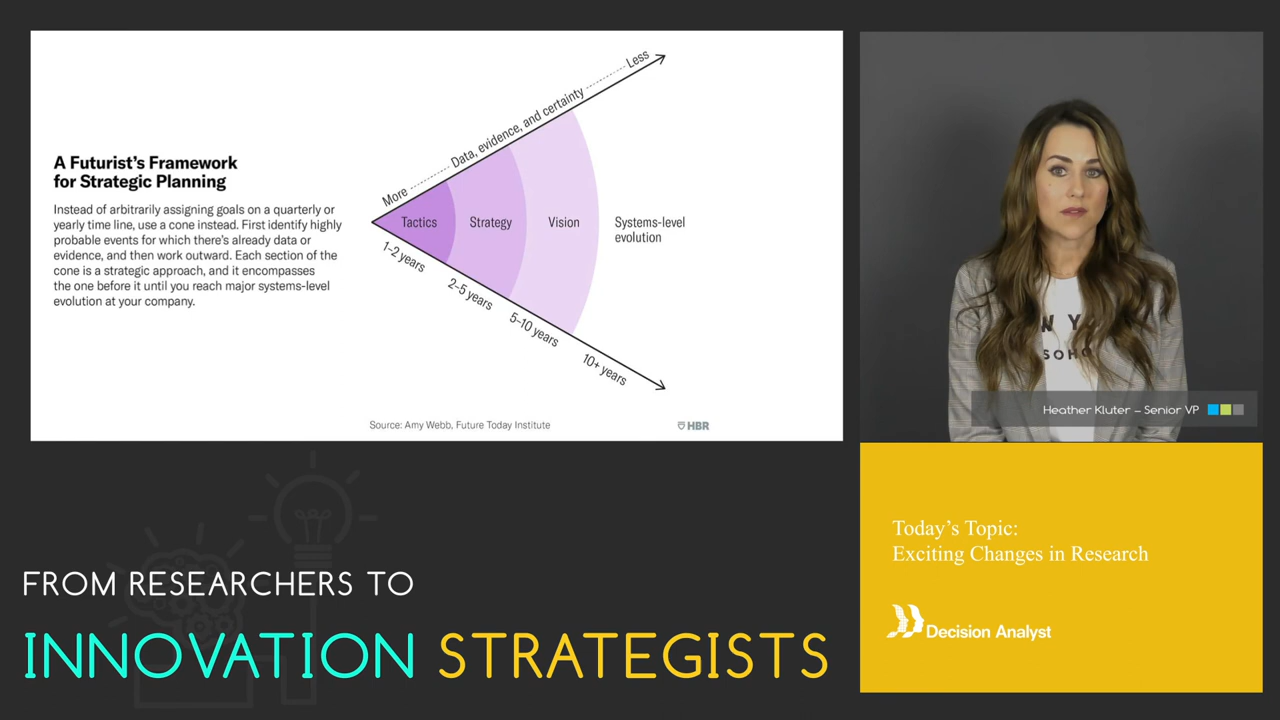 A Futurist's Framework
for Strategic Planning
Instead of arbitrarily assigning goals on a quarterly or
yearly time line, use a cone instead. First identify highly
probable events for which there's already data or
evidence, and then work outward. Each section of the
cone is a strategic approach, and it encompasses
the one before it until you reach major systems-level
evolution at your company.
More
Data, evidence, and certainty
Less
Tactics
Strategy
Vision
Systems-level
evolution
1–2 years
2–5 years
5–10 years
10+ years
Source: Amy Webb, Future Today Institute
HBR
W Y
SOHO
Heather Kluter – Senior VP
Today's Topic:
Exciting Changes in Research
Decision Analyst
FROM RESEARCHERS TO
INNOVATION STRATEGISTS